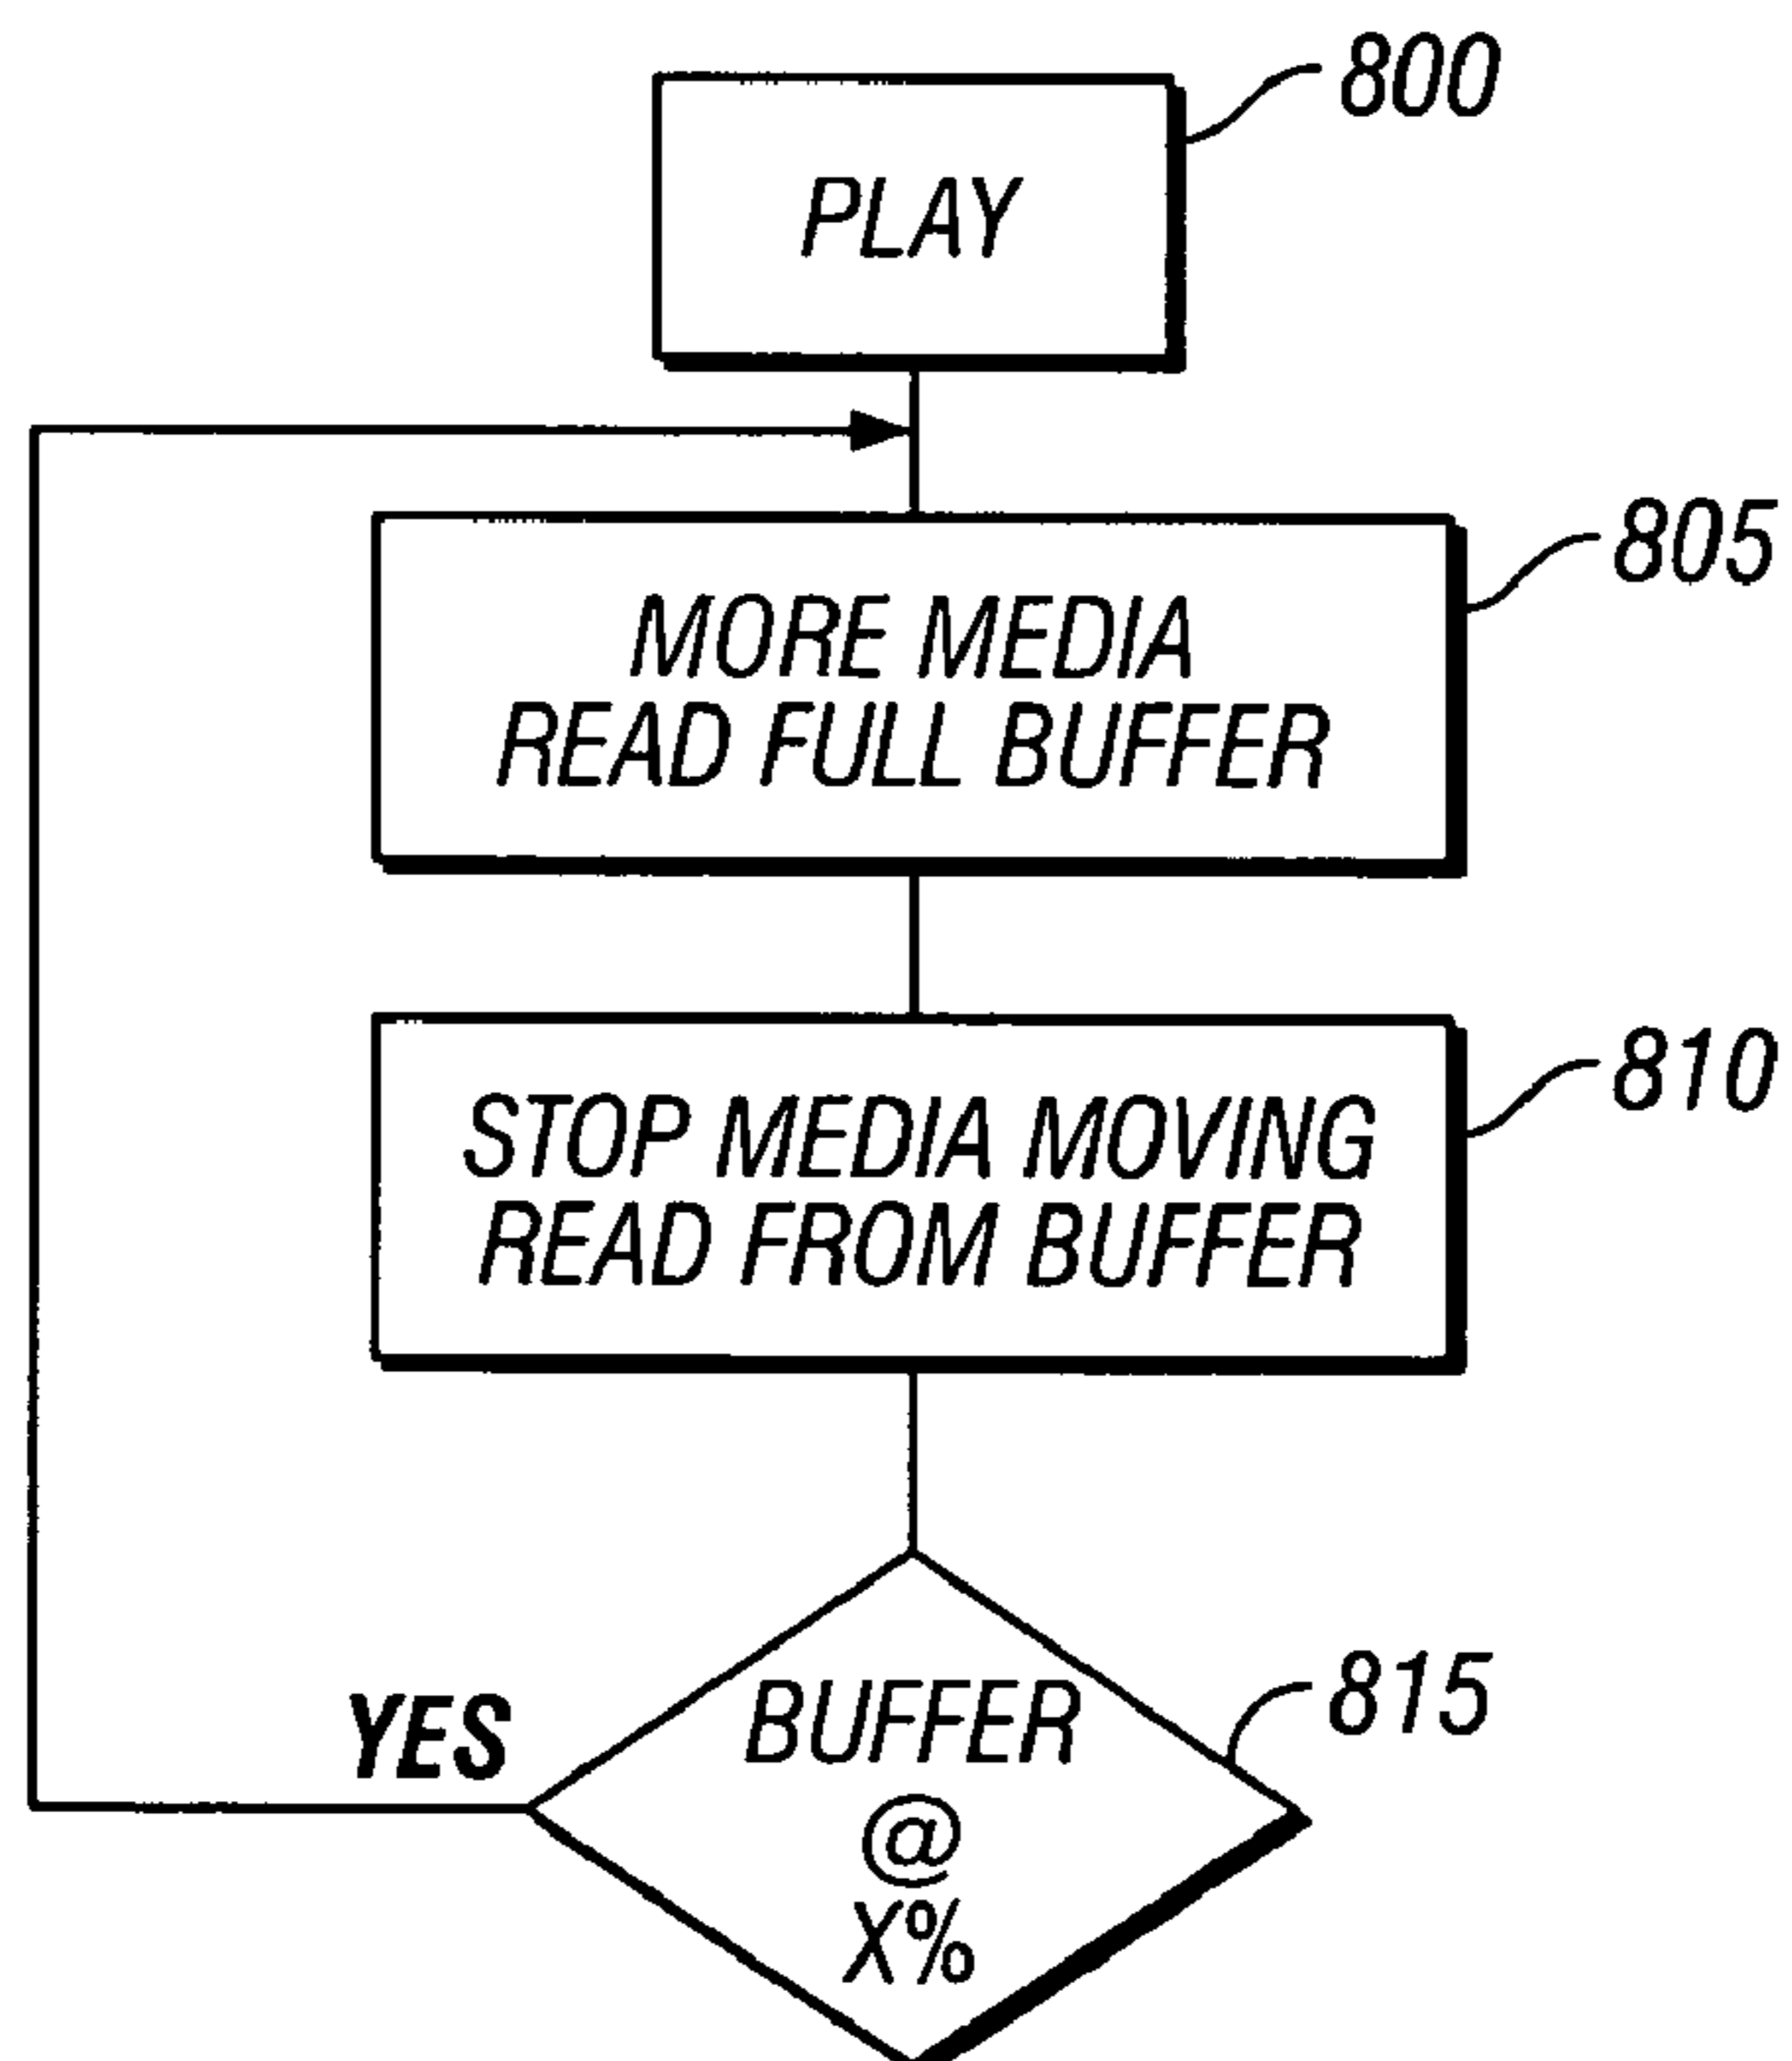 800
PLAY
805
MORE MEDIA
READ FULL BUFFER
810
STOP MEDIA MOVING
READ FROM BUFFER
YES
815
BUFFER
@
X%